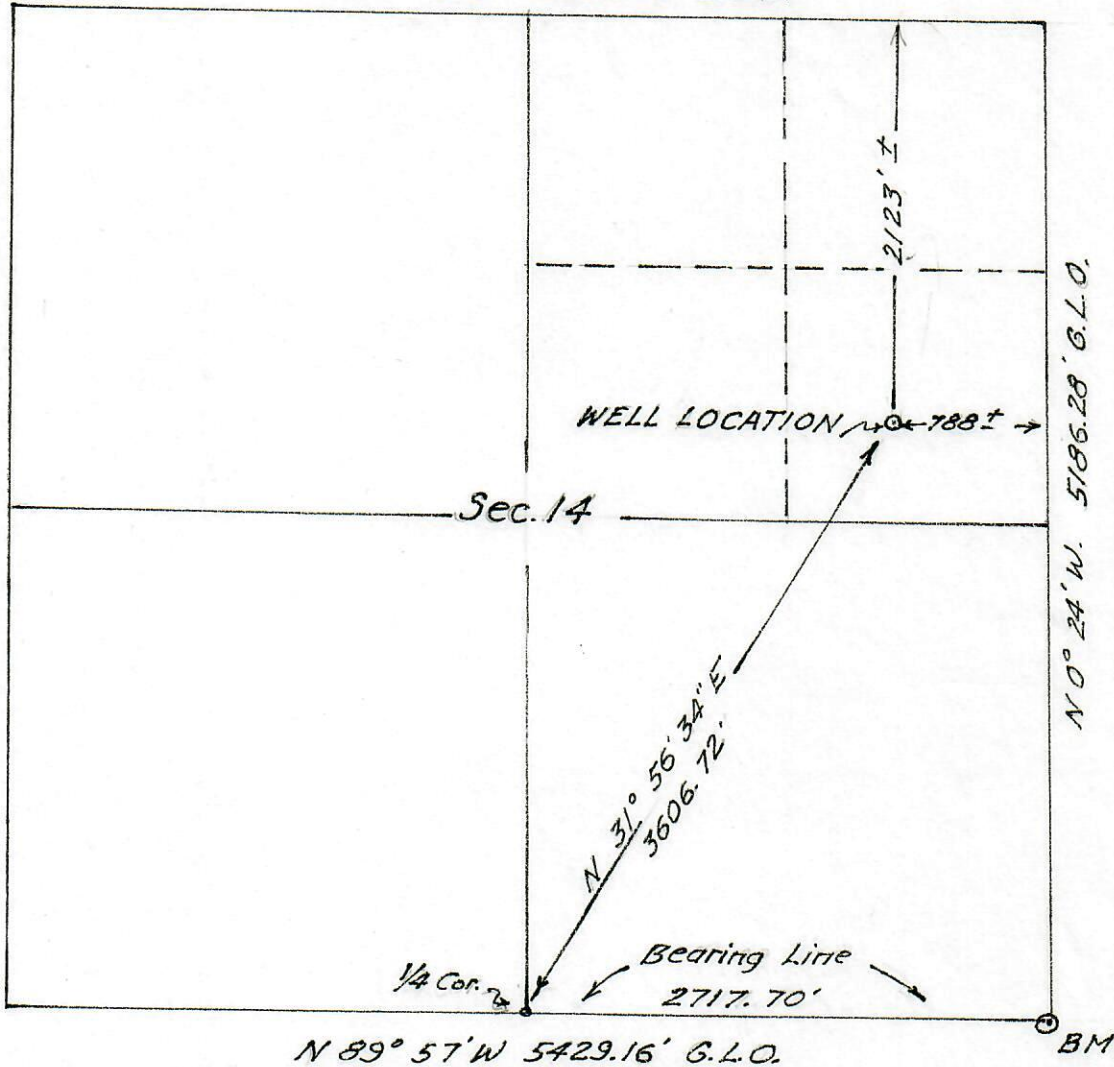 2123' ±
WELL LOCATION
788 ±
N 0° 24' W. 5186.28' G.L.O.
Sec. 14
N 31° 56' 34" E
3606.72'
Bearing Line
2717.70'
1/4 Cor.
BM
N 89° 57' W 5429.16' G.L.O.